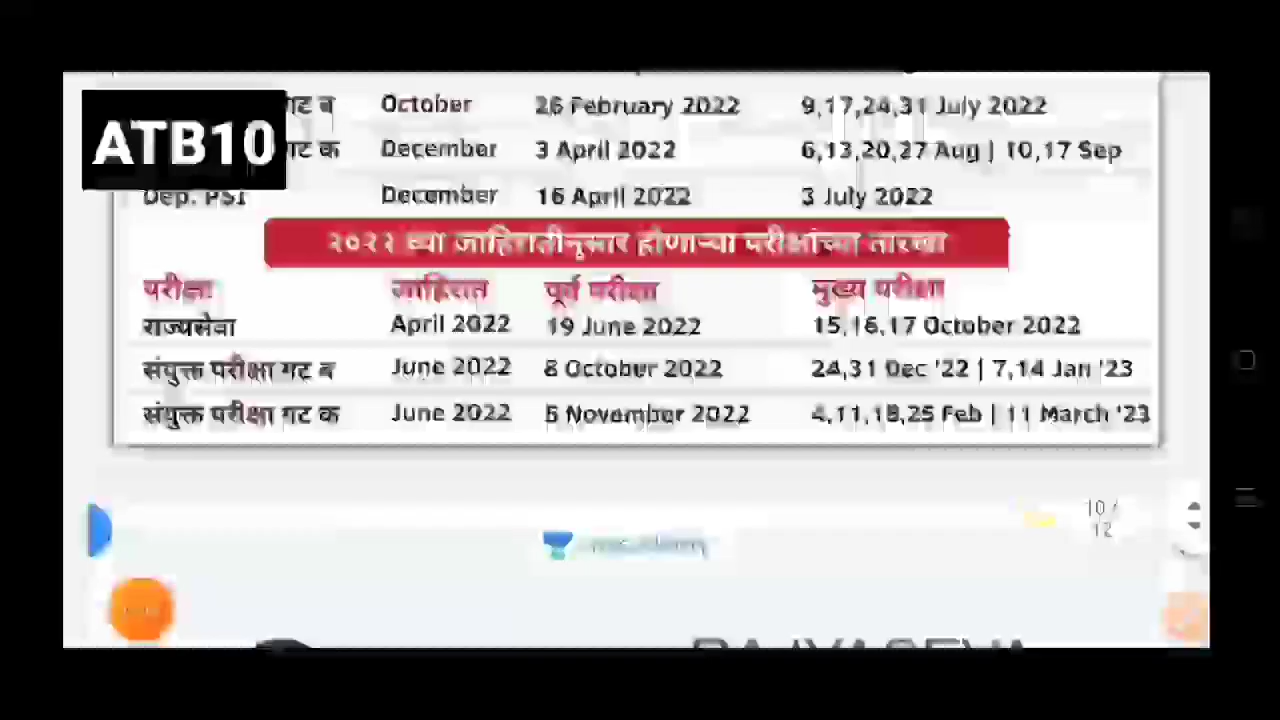 गट ब October 26 February 2022 9,17,24,31 July 2022
ATB10
गट क December 3 April 2022 6,13,20,27 Aug | 10,17 Sep
Dep. PSI December 16 April 2022 3 July 2022
२०२२ च्या जाहिरातीनुसार होणाऱ्या परीक्षांच्या तारखा
परीक्षा जाहिरात पूर्व परीक्षा मुख्य परीक्षा
राज्यसेवा April 2022 19 June 2022 15,16,17 October 2022
संयुक्त परीक्षा गट ब June 2022 8 October 2022 24,31 Dec '22 | 7,14 Jan '23
संयुक्त परीक्षा गट क June 2022 5 November 2022 4,11,18,25 Feb | 11 March '23
10 /
12
RAJYASEVA